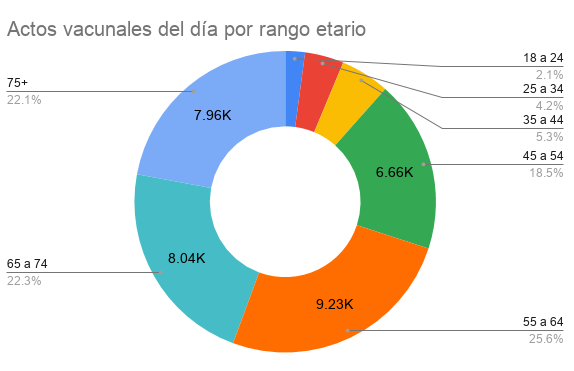 Actos vacunales del día por rango etario
18 a 24
2.1%
25 a 34
4.2%
35 a 44
5.3%
45 a 54
18.5%
55 a 64
25.6%
65 a 74
22.3%
75+
22.1%
6.66K
9.23K
8.04K
7.96K